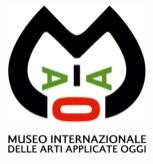 M
A I A
O
MUSEO INTERNAZIONALE
DELLE ARTI APPLICATE OGGI